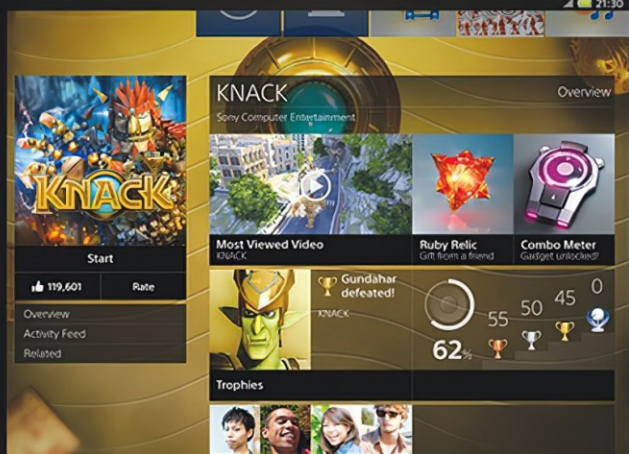 21:30
KNACK
Overview
Sony Computer Entertainment
KNACK
Start
119,601
Rate
Overview
Activity Feed
Related
Most Viewed Video
KNACK
Ruby Relic
Gift from a friend
Combo Meter
Gadget unlocked!
Gundahar
defeated!
KNACK
62%
55
50
45
0
Trophies